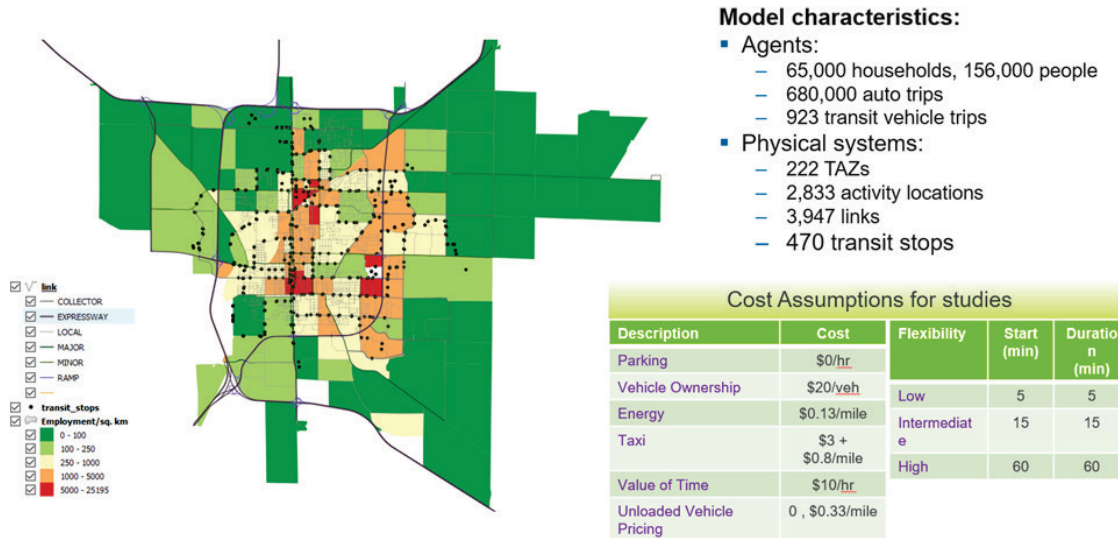 Model characteristics:
▪ Agents:
– 65,000 households, 156,000 people
– 680,000 auto trips
– 923 transit vehicle trips
▪ Physical systems:
– 222 TAZs
– 2,833 activity locations
– 3,947 links
– 470 transit stops
link
COLLECTOR
EXPRESSWAY
LOCAL
MAJOR
MINOR
RAMP
transit_stops
Employment/sq. km
0 - 100
100 - 250
250 - 1000
1000 - 5000
5000 - 25195
Cost Assumptions for studies
Description Cost
Parking $0/hr
Vehicle Ownership $20/veh
Energy $0.13/mile
Taxi $3 +
$0.8/mile
Value of Time $10/hr
Unloaded Vehicle 0 , $0.33/mile
Pricing
Flexibility Start Duratio
(min) n
(min)
Low 5 5
Intermediat 15 15
e
High 60 60